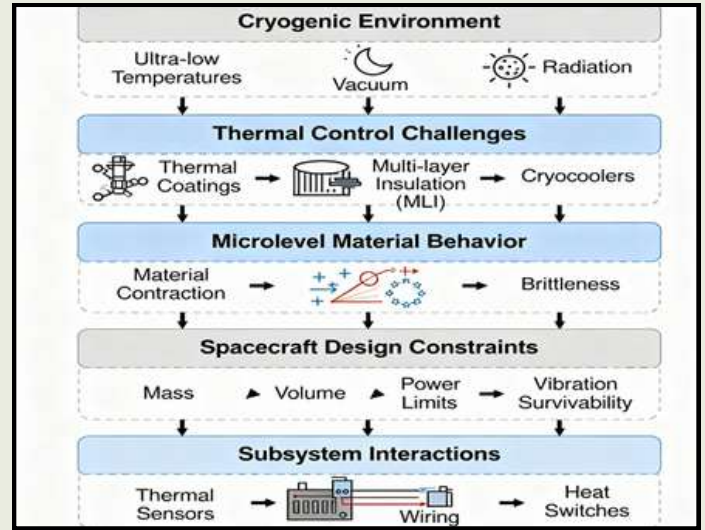 Cryogenic Environment
Ultra-low
Temperatures
Vacuum
Radiation
Thermal Control Challenges
Thermal
Coatings
Multi-layer
Insulation
(MLI)
Cryocoolers
Microlevel Material Behavior
Material
Contraction
Brittleness
Spacecraft Design Constraints
Mass
Volume
Power
Limits
Vibration
Survivability
Subsystem Interactions
Thermal
Sensors
Wiring
Heat
Switches